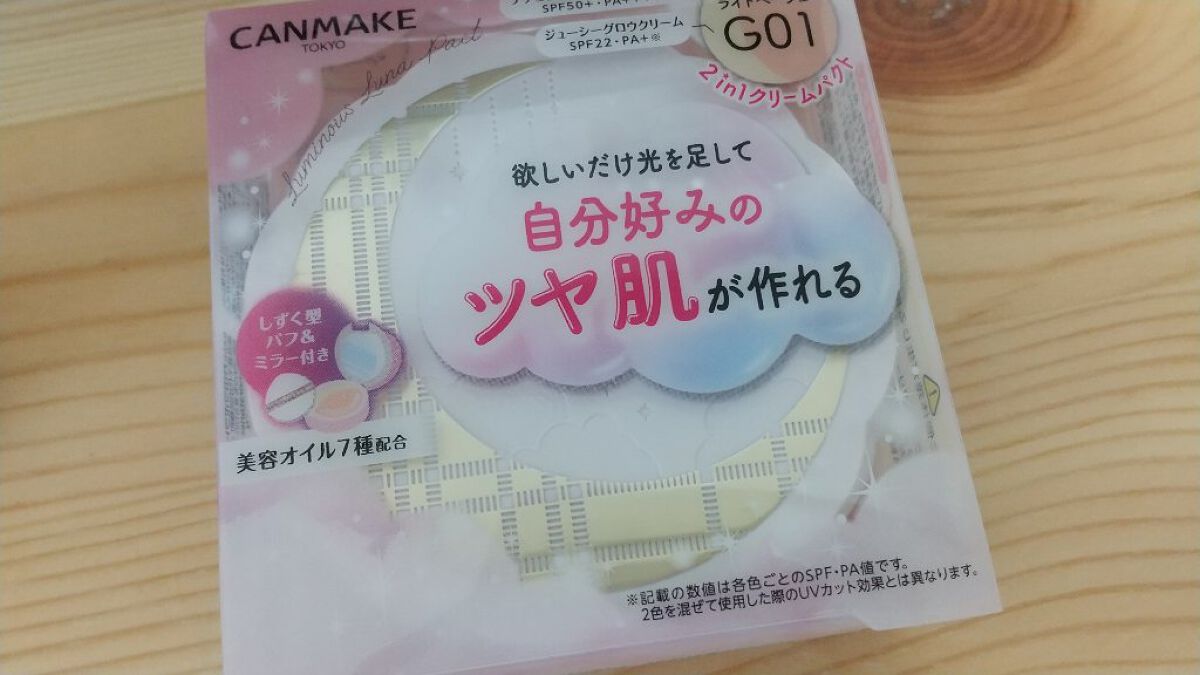 CANMAKE
TOKYO
Luminous Luna Pact
SPF50+・PA+
ジューシーグロウクリーム
SPF22・PA+※
G01
2in1クリームパクト
欲しいだけ光を足して
自分好みの
ツヤ肌が作れる
しずく型
パフ&
ミラー付き
美容オイル7種配合
※記載の数値は各色ごとのSPF・PA値です。
2色を混ぜて使用した際のUVカット効果とは異なります。